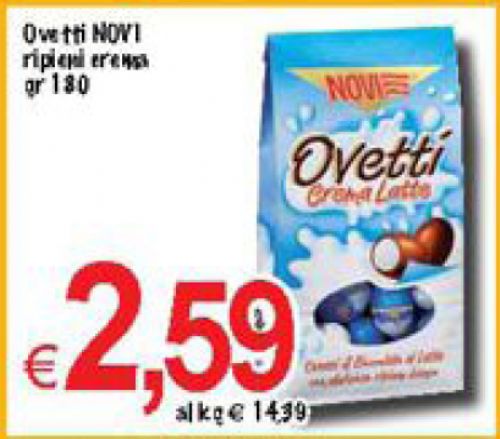 Ovetti NOVI
ripieni crema
gr 180
NOVI
Ovetti
Crema Latte
€2,59
al kg € 14,39